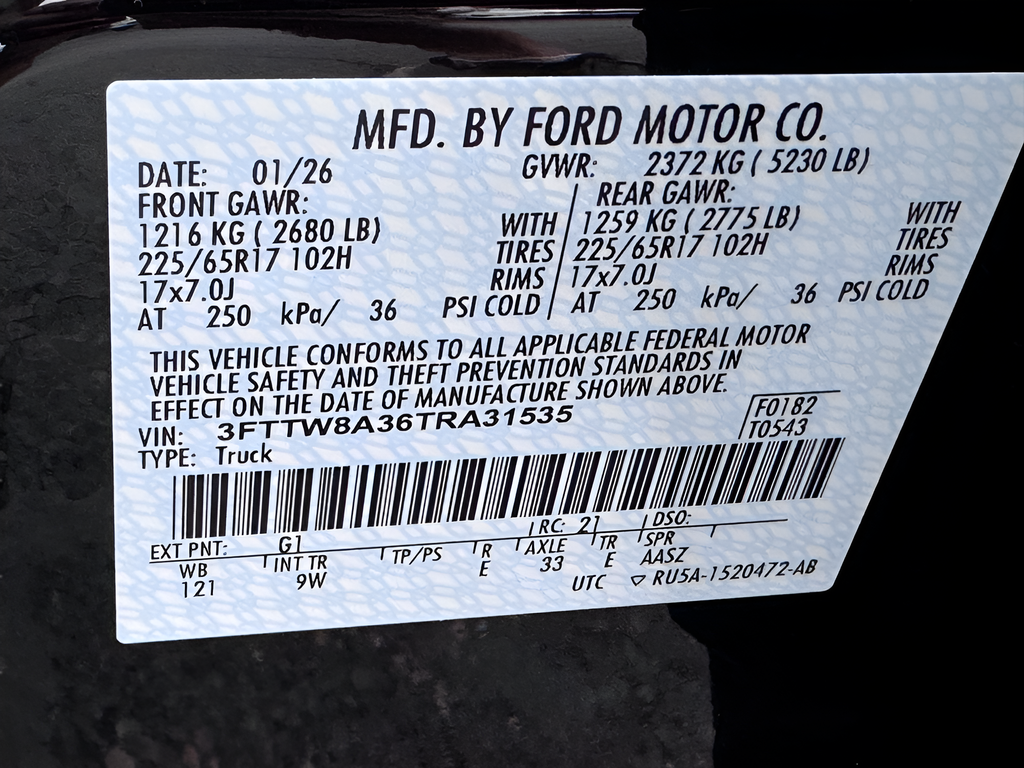 MFD. BY FORD MOTOR CO.
DATE: 01/26 GVWR: 2372 KG ( 5230 LB)
FRONT GAWR: REAR GAWR:
1216 KG ( 2680 LB) WITH 1259 KG ( 2775 LB) WITH
225/65R17 102H TIRES 225/65R17 102H TIRES
17x7.0J RIMS 17x7.0J RIMS
AT 250 kPa/ 36 PSI COLD AT 250 kPa/ 36 PSI COLD
THIS VEHICLE CONFORMS TO ALL APPLICABLE FEDERAL MOTOR
VEHICLE SAFETY AND THEFT PREVENTION STANDARDS IN
EFFECT ON THE DATE OF MANUFACTURE SHOWN ABOVE.
VIN: 3FTTW8A36TRA31535 F0182
TYPE: Truck T0543
EXT PNT: G1 RC: 21 DSO:
WB INT TR TP/PS R AXLE TR SPR
121 9W E 33 E AASZ
UTC ▽ RU5A-1520472-AB